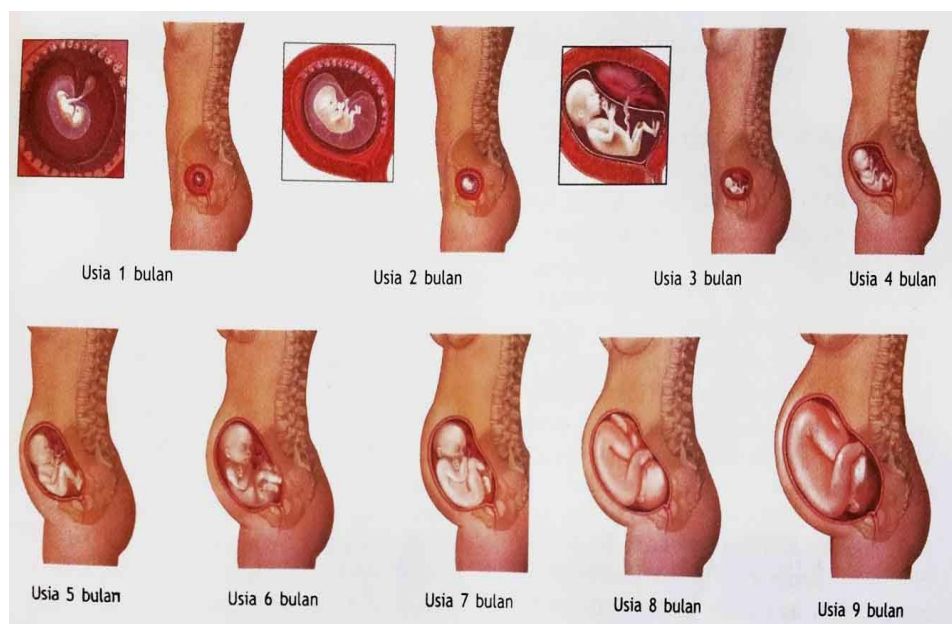 Usia 1 bulan
Usia 2 bulan
Usia 3 bulan
Usia 4 bulan
Usia 5 bulan
Usia 6 bulan
Usia 7 bulan
Usia 8 bulan
Usia 9 bulan